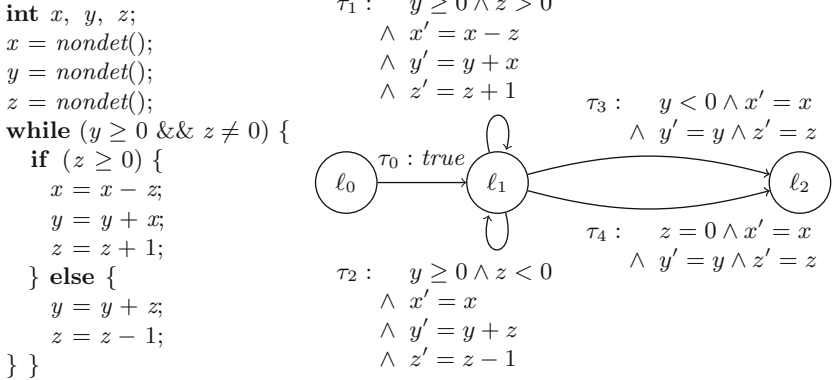 int x, y, z;
x = nondet();
y = nondet();
z = nondet();
while (y ≥ 0 && z ≠ 0) {
if (z ≥ 0) {
x = x − z;
y = y + x;
z = z + 1;
} else {
y = y + z;
z = z − 1;
} }
τ1 : y ≥ 0 ∧ z > 0
∧ x′ = x − z
∧ y′ = y + x
∧ z′ = z + 1
τ3 : y < 0 ∧ x′ = x
∧ y′ = y ∧ z′ = z
ℓ0
τ0 : true
ℓ1
ℓ2
τ4 : z = 0 ∧ x′ = x
∧ y′ = y ∧ z′ = z
τ2 : y ≥ 0 ∧ z < 0
∧ x′ = x
∧ y′ = y + z
∧ z′ = z − 1